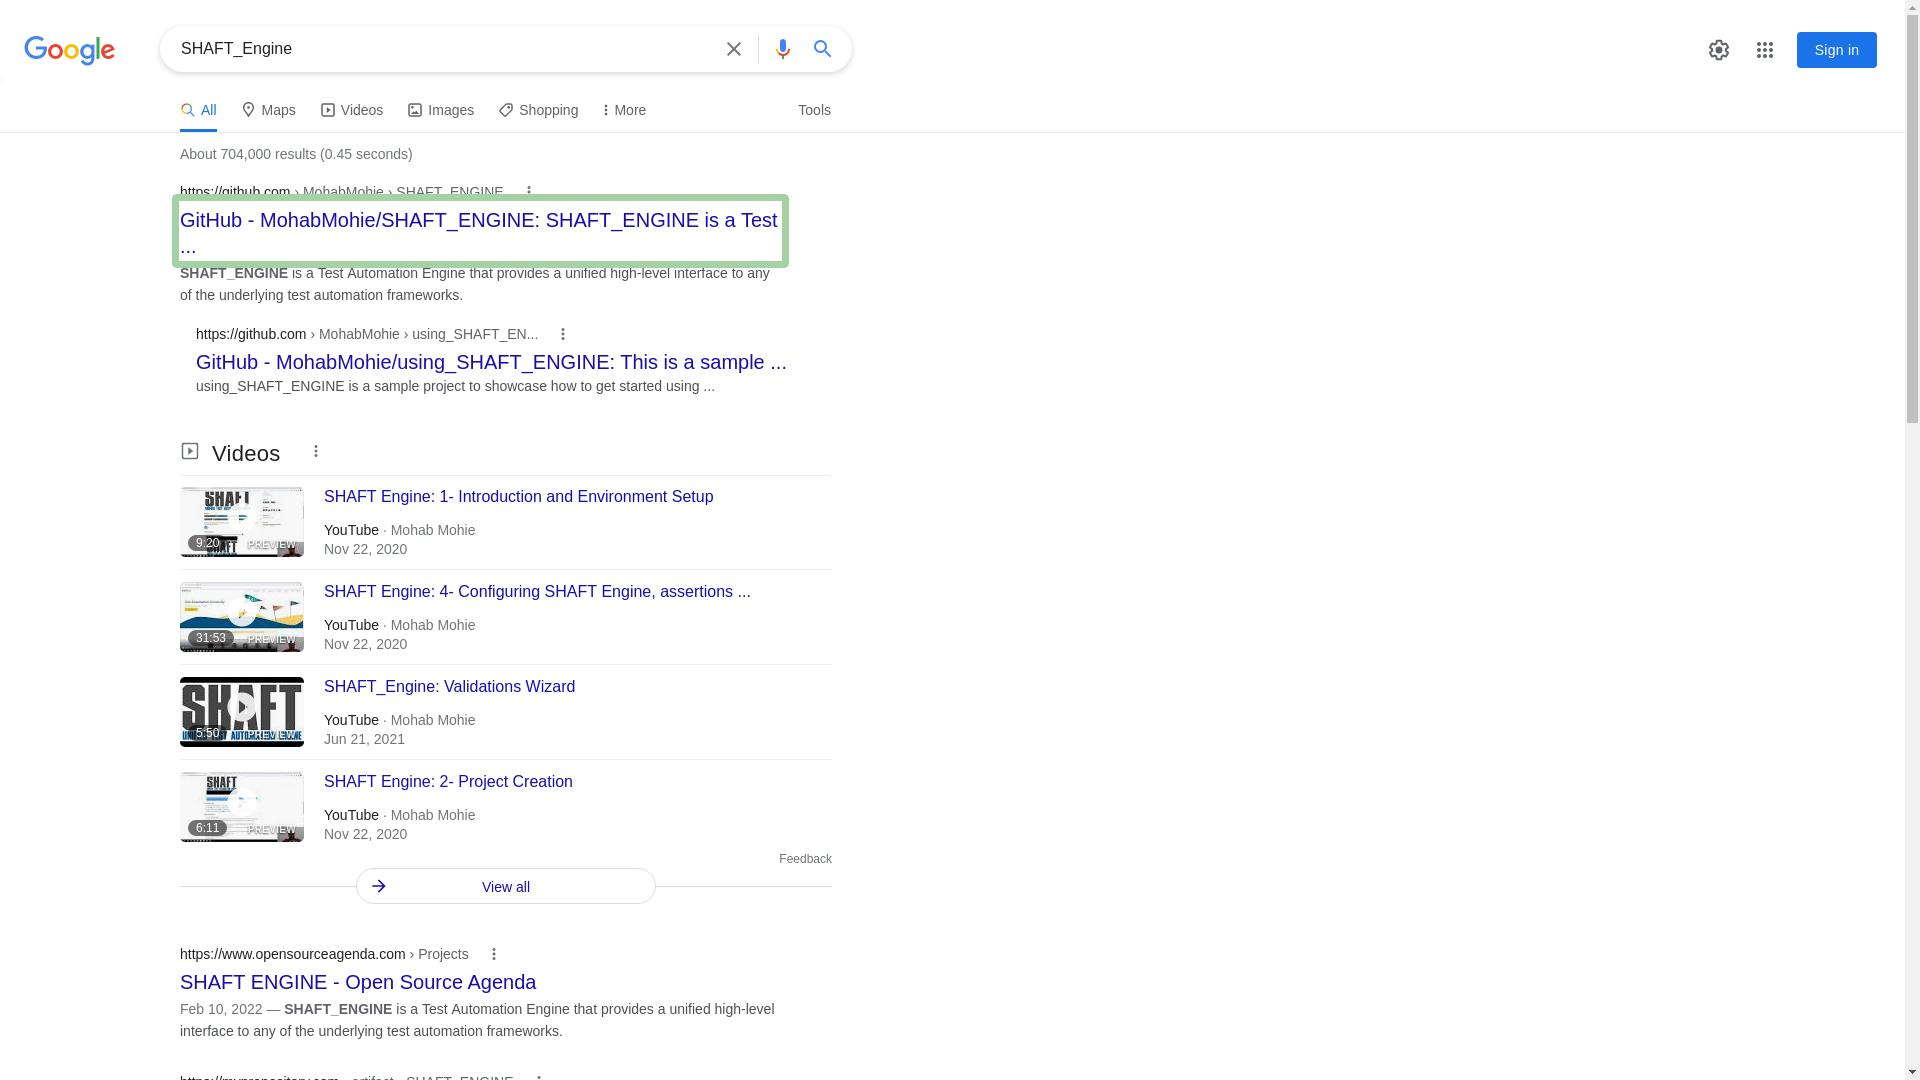 Google
SHAFT_Engine
Sign in
All
Maps
Videos
Images
Shopping
More
Tools
About 704,000 results (0.45 seconds)
https://github.com › MohabMohie › SHAFT_ENGINE
GitHub - MohabMohie/SHAFT_ENGINE: SHAFT_ENGINE is a Test
...
SHAFT_ENGINE is a Test Automation Engine that provides a unified high-level interface to any
of the underlying test automation frameworks.
https://github.com › MohabMohie › using_SHAFT_EN...
GitHub - MohabMohie/using_SHAFT_ENGINE: This is a sample ...
using_SHAFT_ENGINE is a sample project to showcase how to get started using ...
Videos
SHAFT
9:20
PREVIEW
SHAFT Engine: 1- Introduction and Environment Setup
YouTube · Mohab Mohie
Nov 22, 2020
31:53
PREVIEW
SHAFT Engine: 4- Configuring SHAFT Engine, assertions ...
YouTube · Mohab Mohie
Nov 22, 2020
SHAFT
5:50
PREVIEW
SHAFT_Engine: Validations Wizard
YouTube · Mohab Mohie
Jun 21, 2021
SHAFT
6:11
PREVIEW
SHAFT Engine: 2- Project Creation
YouTube · Mohab Mohie
Nov 22, 2020
Feedback
View all
https://www.opensourceagenda.com › Projects
SHAFT ENGINE - Open Source Agenda
Feb 10, 2022 — SHAFT_ENGINE is a Test Automation Engine that provides a unified high-level
interface to any of the underlying test automation frameworks.
https://mvnrepository.com › artifact › SHAFT_ENGINE